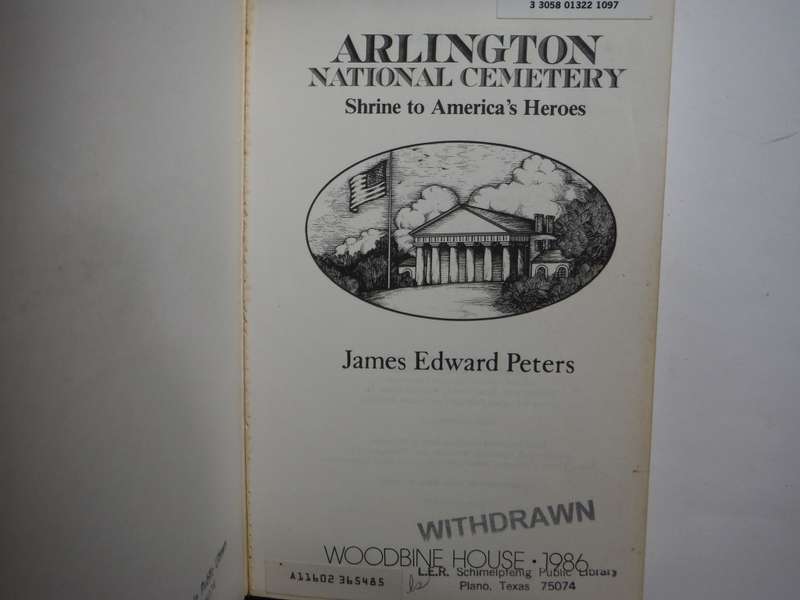 3 3058 01322 1097
ARLINGTON
NATIONAL CEMETERY
Shrine to America's Heroes
James Edward Peters
WITHDRAWN
WOODBINE HOUSE · 1986
A11602 365485
L.E.R. Schimelpfenig Public Library
Plano, Texas 75074